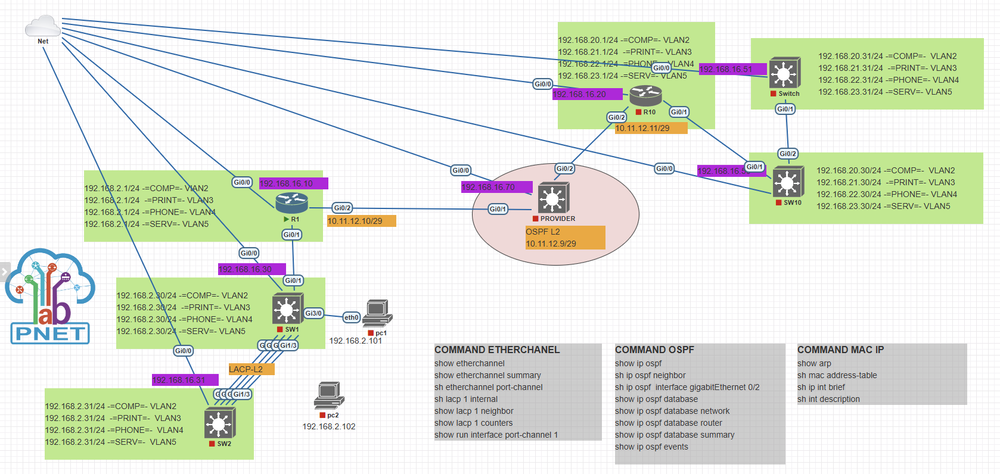 Net
192.168.20.1/24 -=COMP=- VLAN2
192.168.21.1/24 -=PRINT=- VLAN3
192.168.22.1/24 -=PHONE=- VLAN4
192.168.23.1/24 -=SERV=- VLAN5
Gi0/0
192.168.16.51
Gi0/0
192.168.16.20
R10
Gi0/2
Gi0/1
10.11.12.11/29
192.168.20.31/24 -=COMP=- VLAN2
192.168.21.31/24 -=PRINT=- VLAN3
192.168.22.31/24 -=PHONE=- VLAN4
192.168.23.31/24 -=SERV=- VLAN5
Switch
Gi0/1
Gi0/2
Gi0/1
Gi0/0
192.168.20.30/24 -=COMP=- VLAN2
192.168.21.30/24 -=PRINT=- VLAN3
192.168.22.30/24 -=PHONE=- VLAN4
192.168.23.30/24 -=SERV=- VLAN5
SW10
Gi0/2
Gi0/0
192.168.16.70
Gi0/1
PROVIDER
OSPF L2
10.11.12.9/29
192.168.2.1/24 -=COMP=- VlAN2
192.168.2.1/24 -=PRINT=- VLAN3
192.168.2.1/24 -=PHONE=- VLAN4
192.168.2.1/24 -=SERV=- VLAN5
Gi0/0
192.168.16.10
R1
Gi0/2
10.11.12.10/29
Gi0/1
Gi0/0
192.168.16.30
Gi0/1
192.168.2.30/24 -=COMP=- VLAN2
192.168.2.30/24 -=PRINT=- VLAN3
192.168.2.30/24 -=PHONE=- VLAN4
192.168.2.30/24 -=SERV=- VLAN5
SW1
Gi3/0
eth0
pc1
192.168.2.101
G G G Gi1/3
LACP-L2
G G G Gi1/3
Gi0/0
192.168.16.31
192.168.2.31/24 -=COMP=- VLAN2
192.168.2.31/24 -=PRINT=- VLAN3
192.168.2.31/24 -=PHONE=- VLAN4
192.168.2.31/24 -=SERV=- VLAN5
SW2
pc2
192.168.2.102
lab
PNET
COMMAND ETHERCHANEL
show etherchannel
show etherchannel summary
sh etherchannel port-channel
sh lacp 1 internal
show lacp 1 neighbor
show lacp 1 counters
show run interface port-channel 1
COMMAND OSPF
show ip ospf
sh ip ospf neighbor
sh ip ospf interface gigabitEthernet 0/2
show ip ospf database
show ip ospf database network
show ip ospf database router
show ip ospf database summary
show ip ospf events
COMMAND MAC IP
show arp
sh mac address-table
sh ip int brief
sh int description